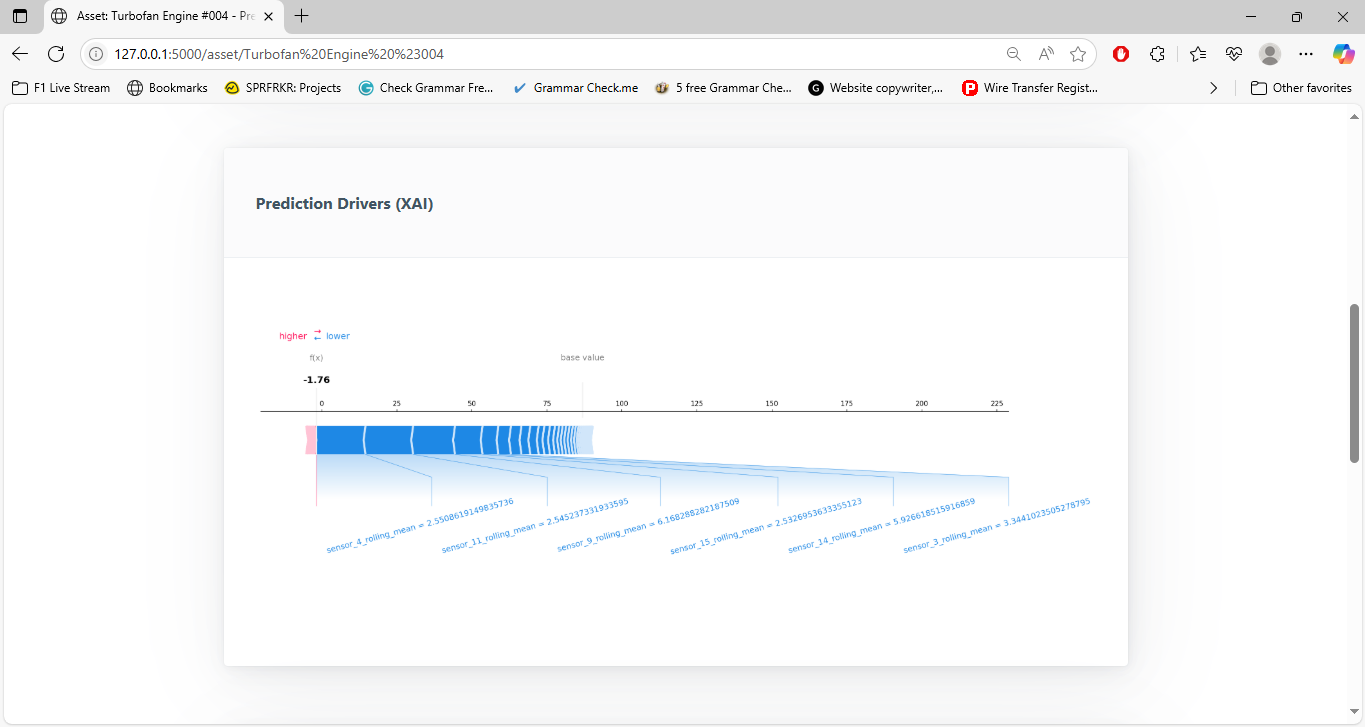 Asset: Turbofan Engine #004 - Pre
127.0.0.1:5000/asset/Turbofan%20Engine%20%23004
F1 Live Stream Bookmarks SPRFRKR: Projects Check Grammar Fre... Grammar Check.me 5 free Grammar Che... Website copywriter,... Wire Transfer Regist... Other favorites
Prediction Drivers (XAI)
higher lower
f(x) base value
-1.76
0 25 50 75 100 125 150 175 200 225
sensor_4_rolling_mean = 2.5508619149835736
sensor_11_rolling_mean = 2.545237331933595
sensor_9_rolling_mean = 6.168288282187509
sensor_15_rolling_mean = 2.5326953633355123
sensor_14_rolling_mean = 5.926618515916859
sensor_3_rolling_mean = 3.3441023505278795